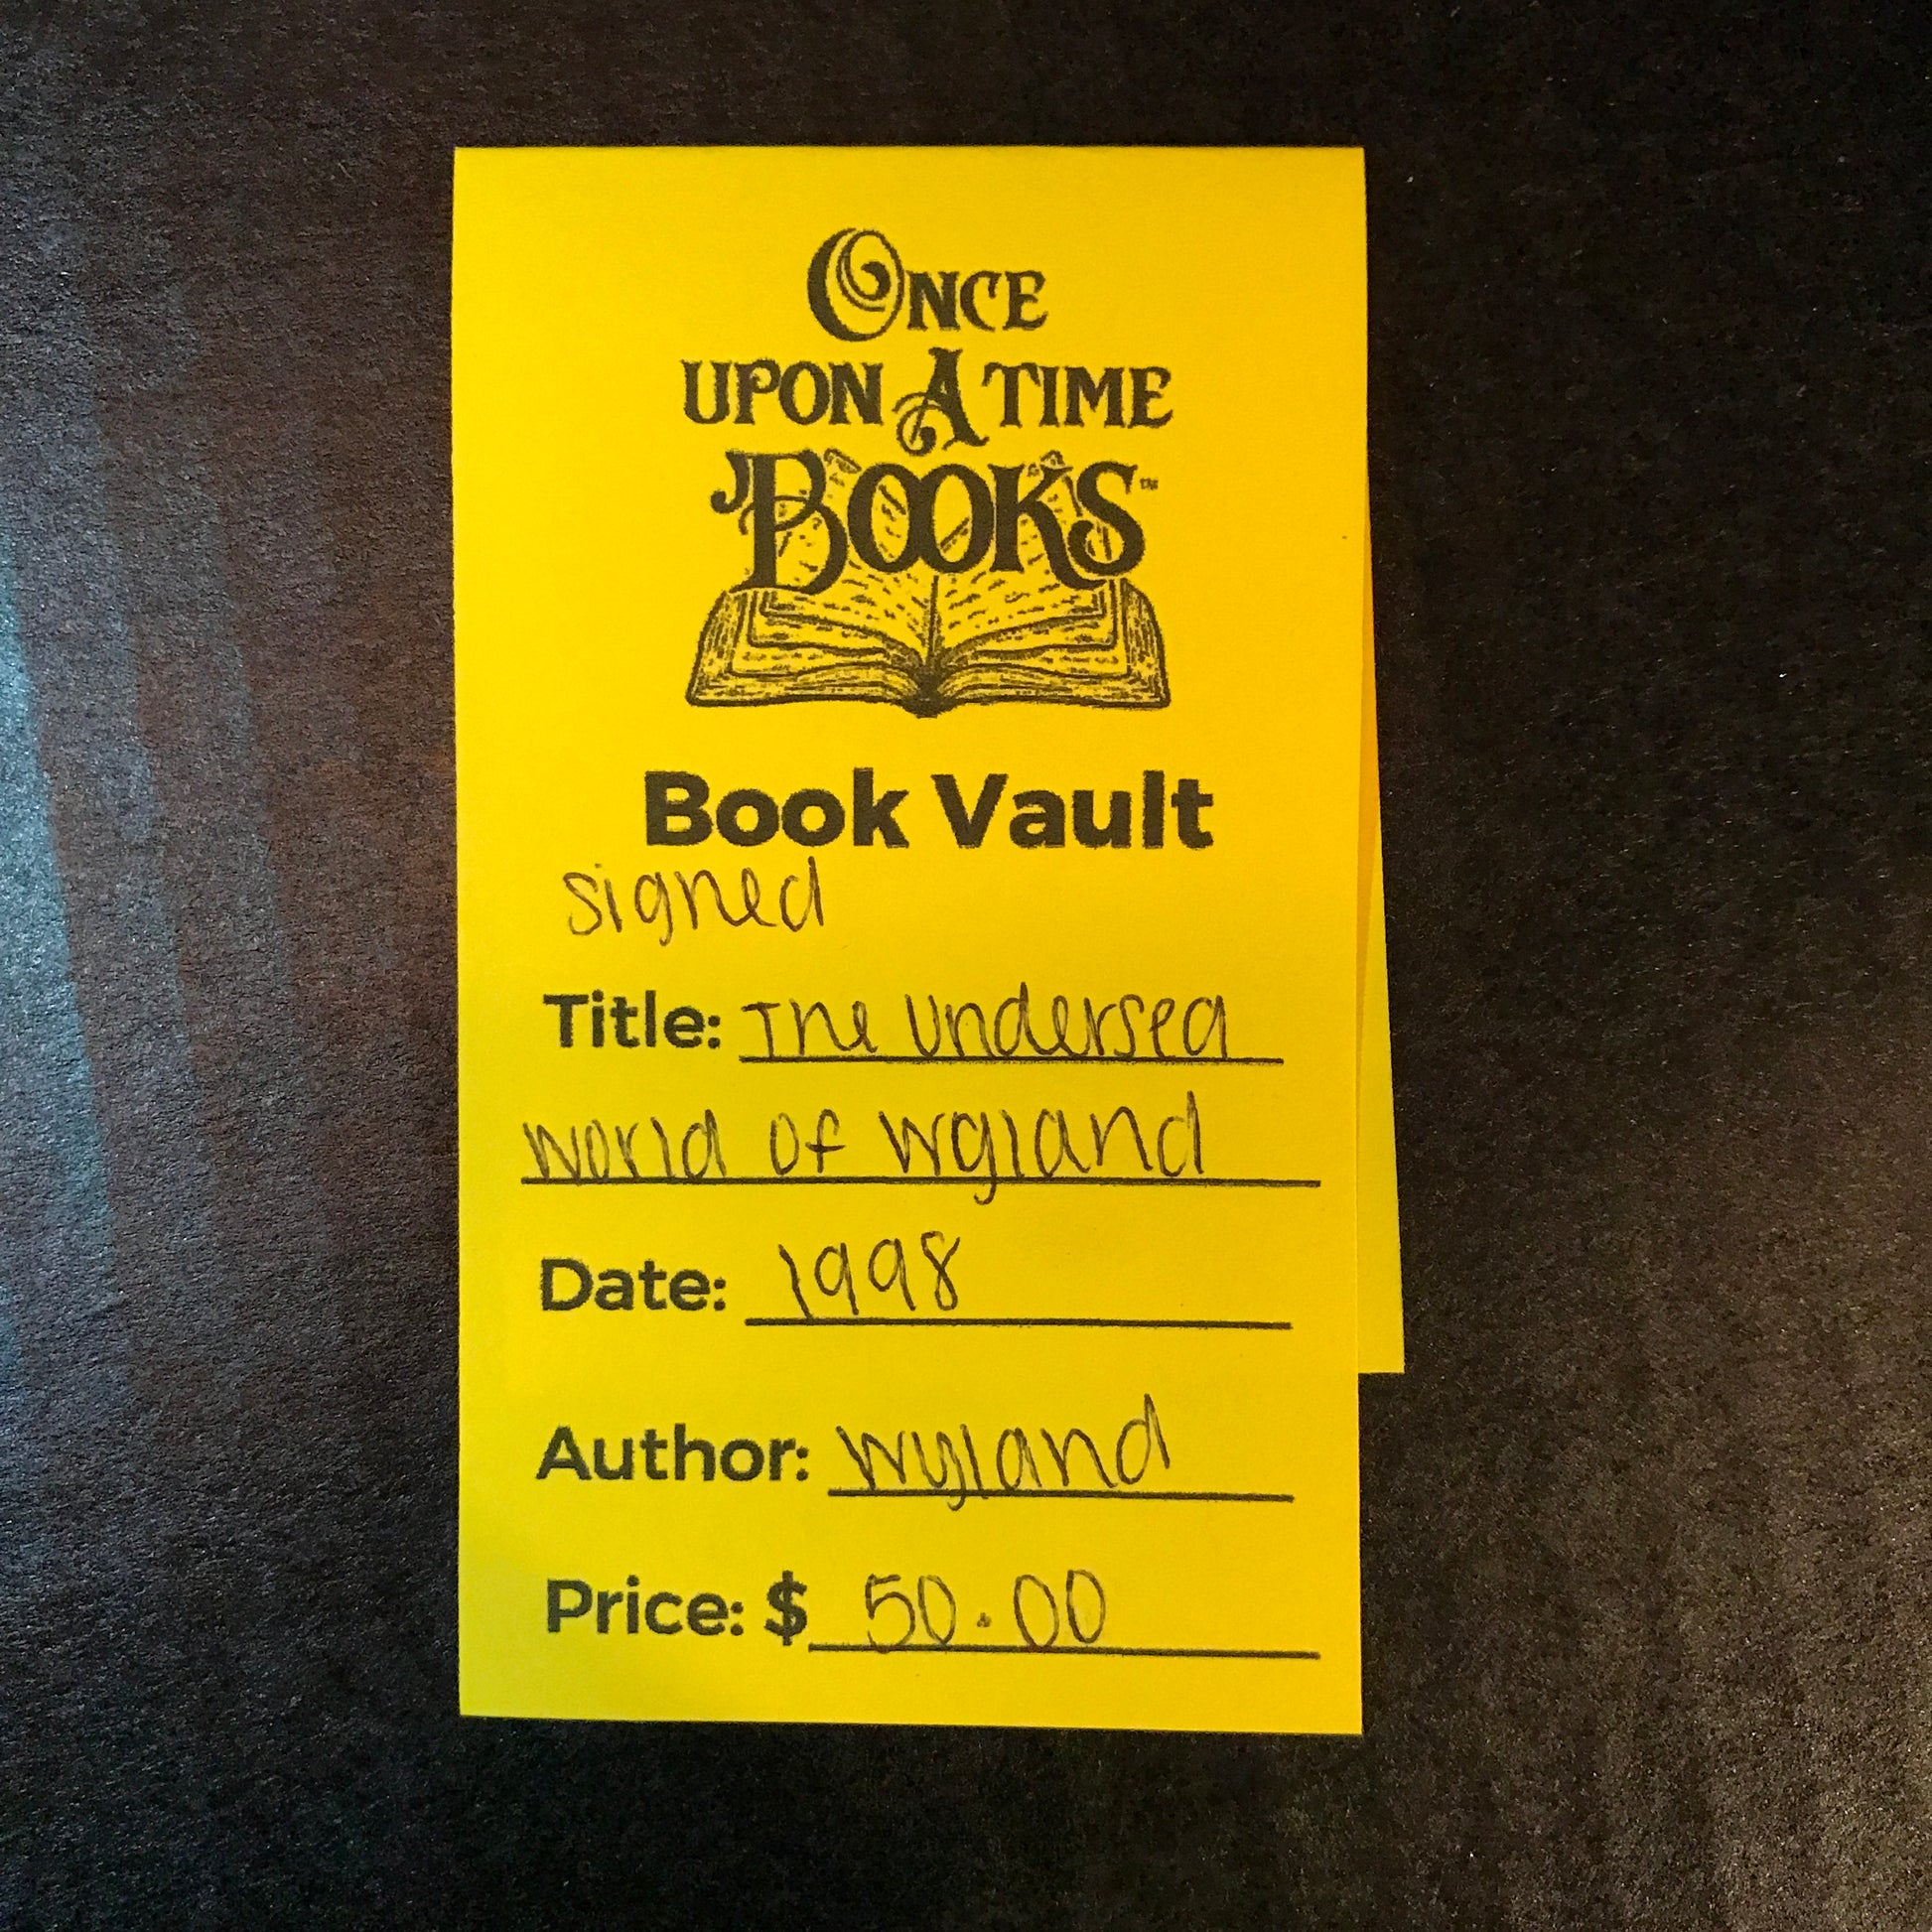 ONCE
UPON A TIME
BOOKS™
Book Vault
signed
Title: The Undersea
World of Wyland
Date: 1998
Author: Wyland
Price: $ 50.00